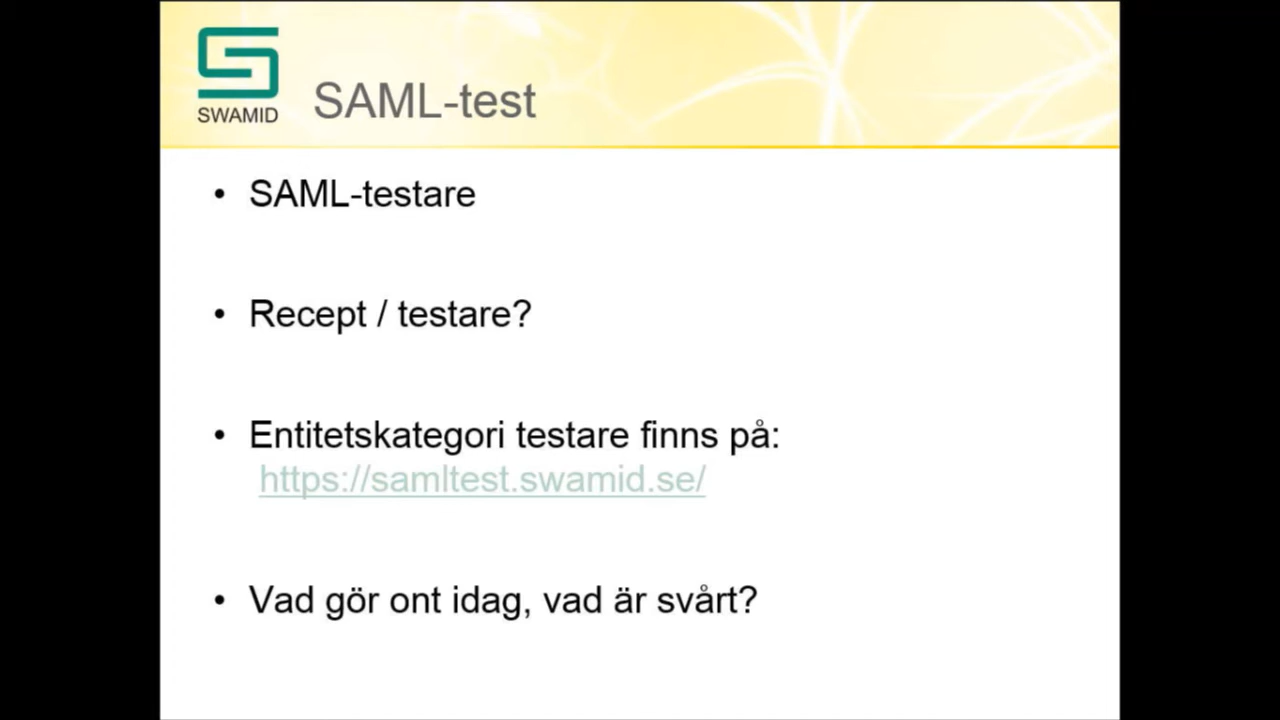 SWAMID
SAML-test
• SAML-testare
• Recept / testare?
• Entitetskategori testare finns på:
https://samltest.swamid.se/
• Vad gör ont idag, vad är svårt?